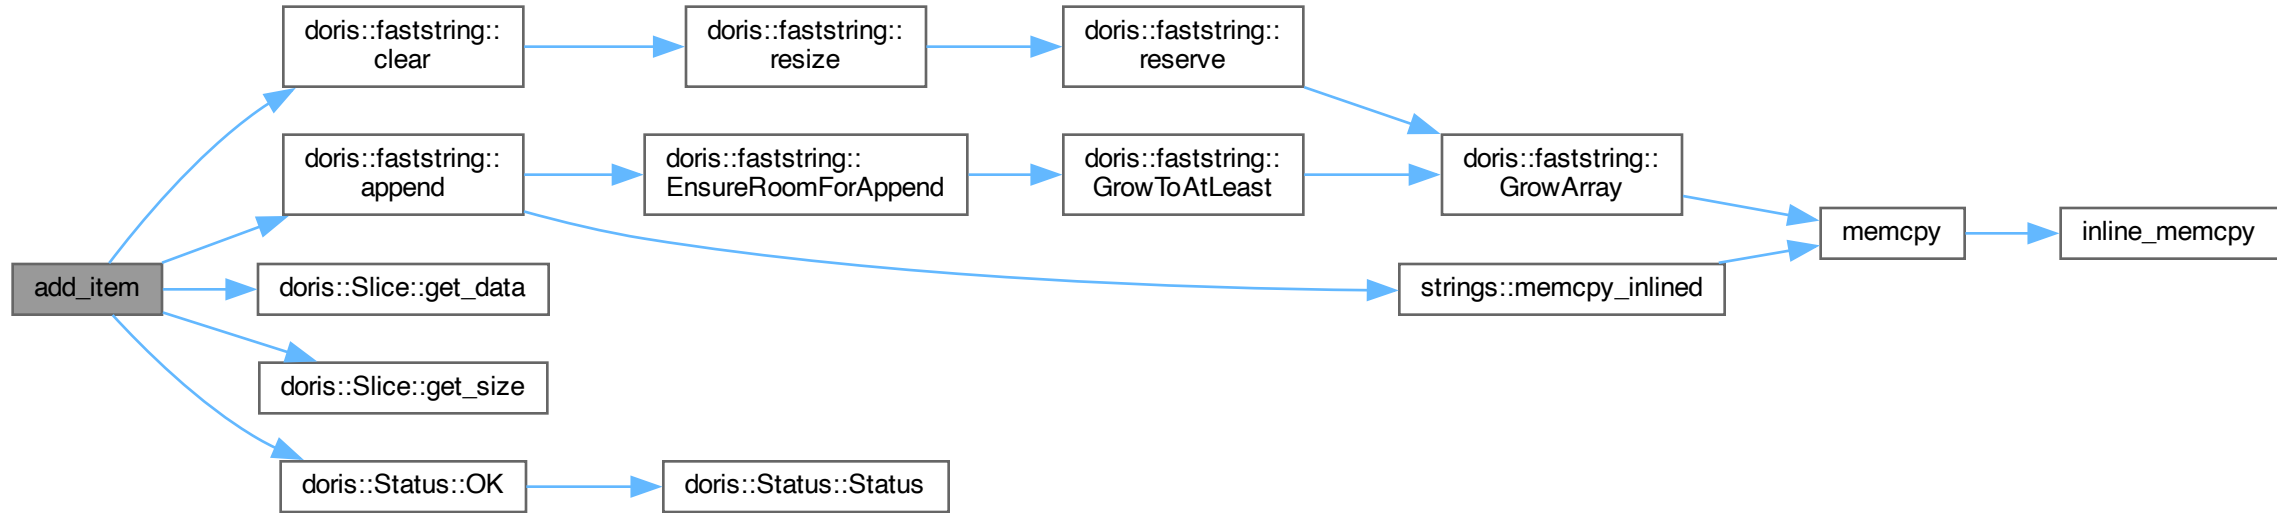 doris::faststring::
clear
doris::faststring::
resize
doris::faststring::
reserve
doris::faststring::
append
doris::faststring::
EnsureRoomForAppend
doris::faststring::
GrowToAtLeast
doris::faststring::
GrowArray
memcpy
inline_memcpy
add_item
doris::Slice::get_data
strings::memcpy_inlined
doris::Slice::get_size
doris::Status::OK
doris::Status::Status